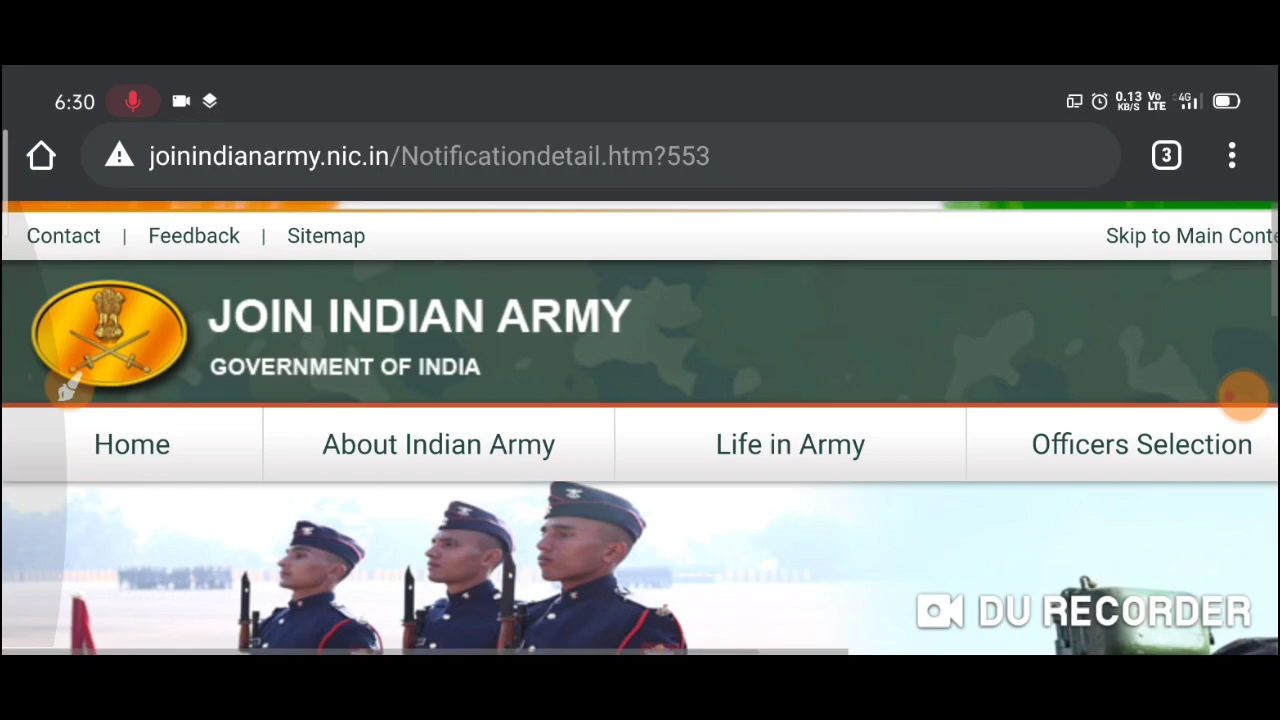 6:30 0.13 KB/S Vo LTE 4G
joinindianarmy.nic.in/Notificationdetail.htm?553 3
Contact | Feedback | Sitemap Skip to Main Conte
JOIN INDIAN ARMY
GOVERNMENT OF INDIA
Home About Indian Army Life in Army Officers Selection
DU RECORDER